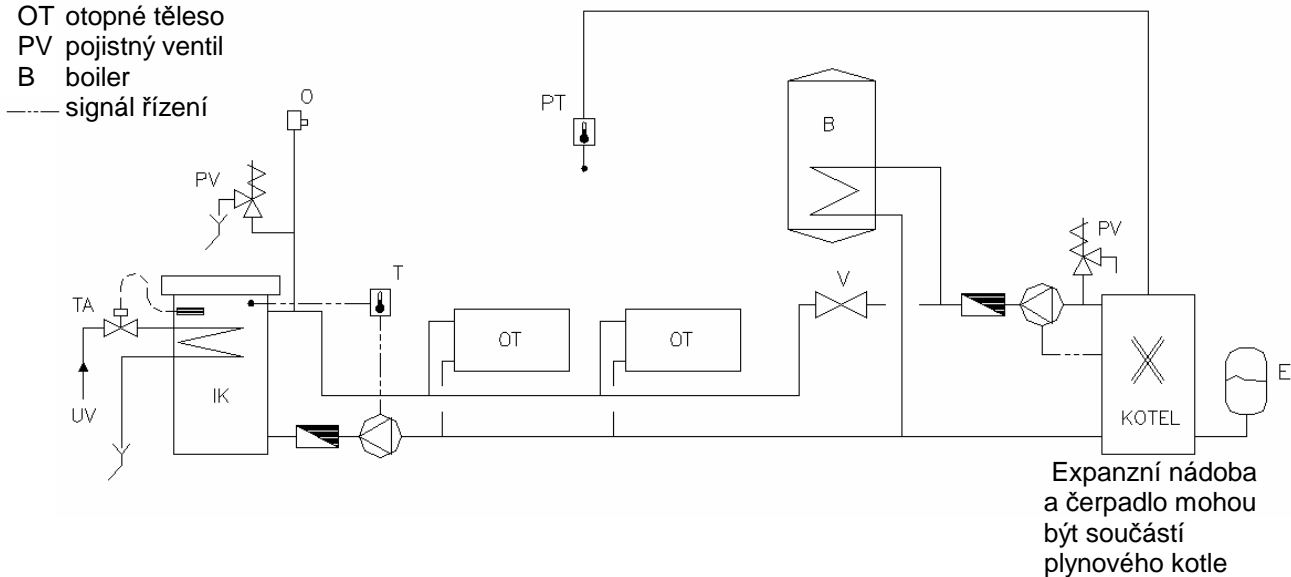 OT otopné těleso
PV pojistný ventil
B boiler
signál řízení
O
PT
B
PV
PV
T
V
TA
OT
OT
E
IK
UV
KOTEL
Expanzní nádoba
a čerpadlo mohou
být součástí
plynového kotle